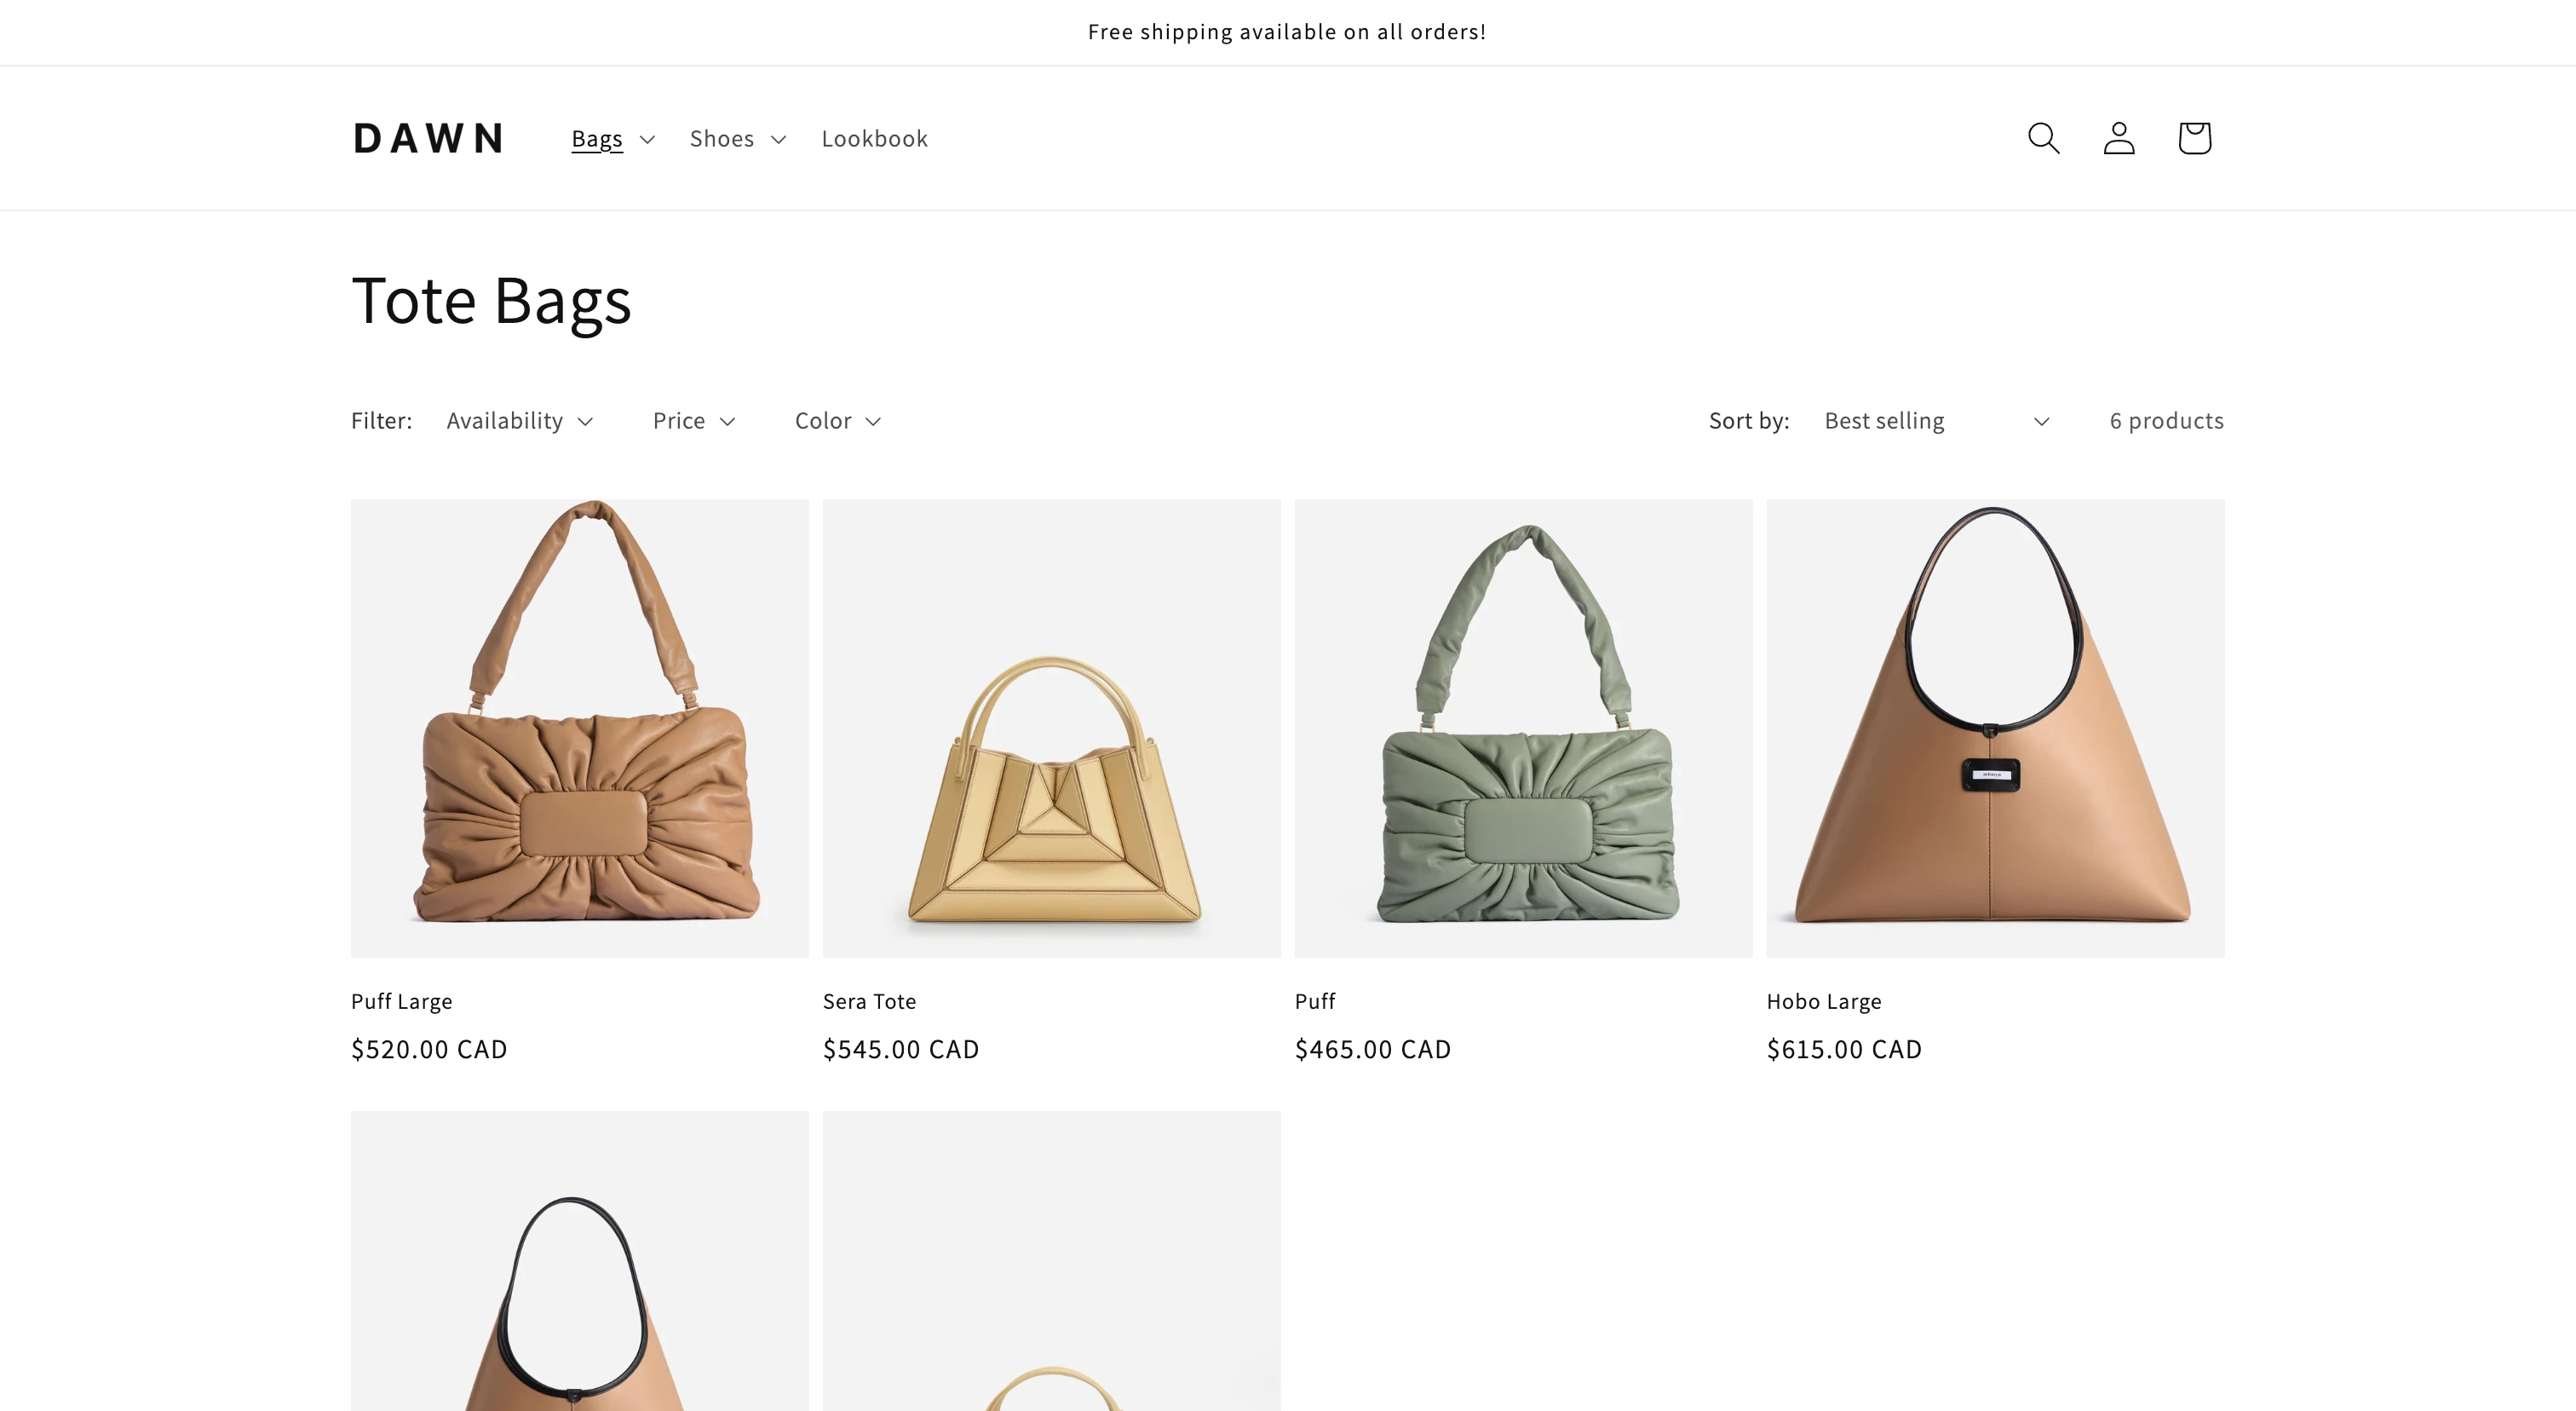 Free shipping available on all orders!
DAWN Bags Shoes Lookbook
Tote Bags
Filter: Availability Price Color Sort by: Best selling 6 products
Puff Large
$520.00 CAD
Sera Tote
$545.00 CAD
Puff
$465.00 CAD
Hobo Large
$615.00 CAD